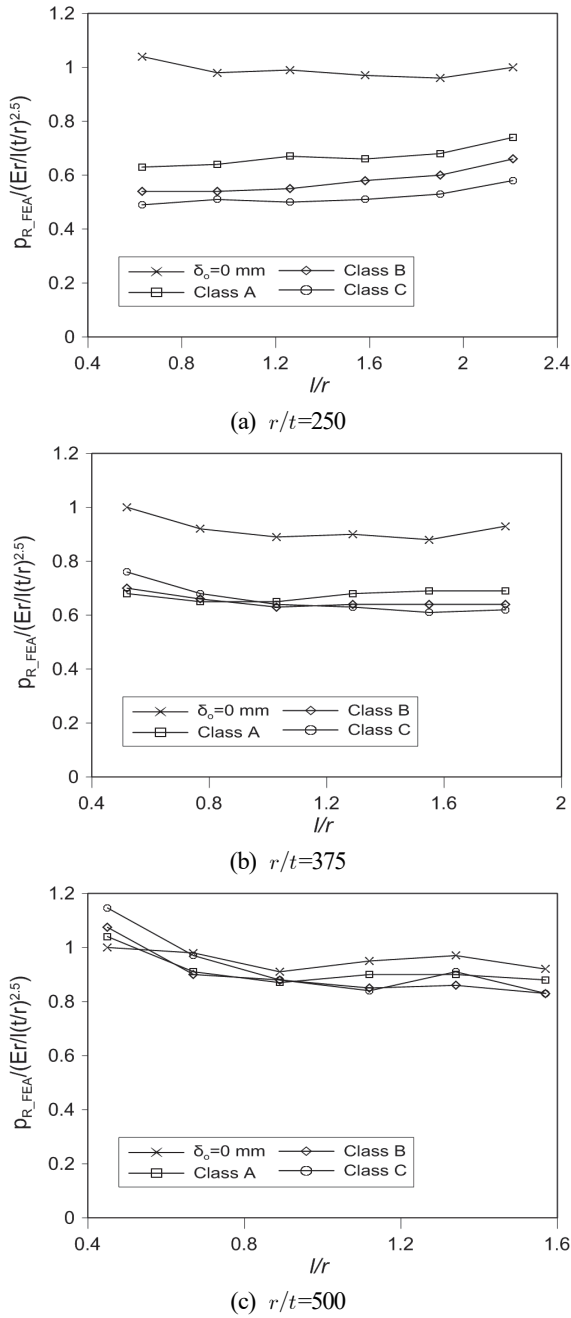 1.2
1
0.8
0.6
0.4
0.2
0
p_R_FEA/(Er/l(t/r)^2.5)
δo=0 mm
Class B
Class A
Class C
0.4
0.8
1.2
1.6
2
2.4
l/r
(a) r/t=250
1.2
1
0.8
0.6
0.4
0.2
0
p_R_FEA/(Er/l(t/r)^2.5)
δo=0 mm
Class B
Class A
Class C
0.4
0.8
1.2
1.6
2
l/r
(b) r/t=375
1.2
1
0.8
0.6
0.4
0.2
0
p_R_FEA/(Er/l(t/r)^2.5)
δo=0 mm
Class B
Class A
Class C
0.4
0.8
1.2
1.6
l/r
(c) r/t=500